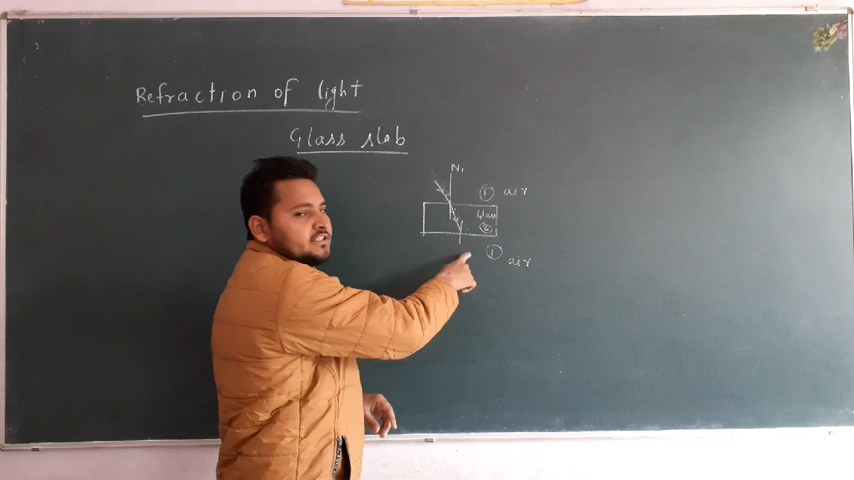 Refraction of light
Glass slab
N₁
① air
Glass
②
① air